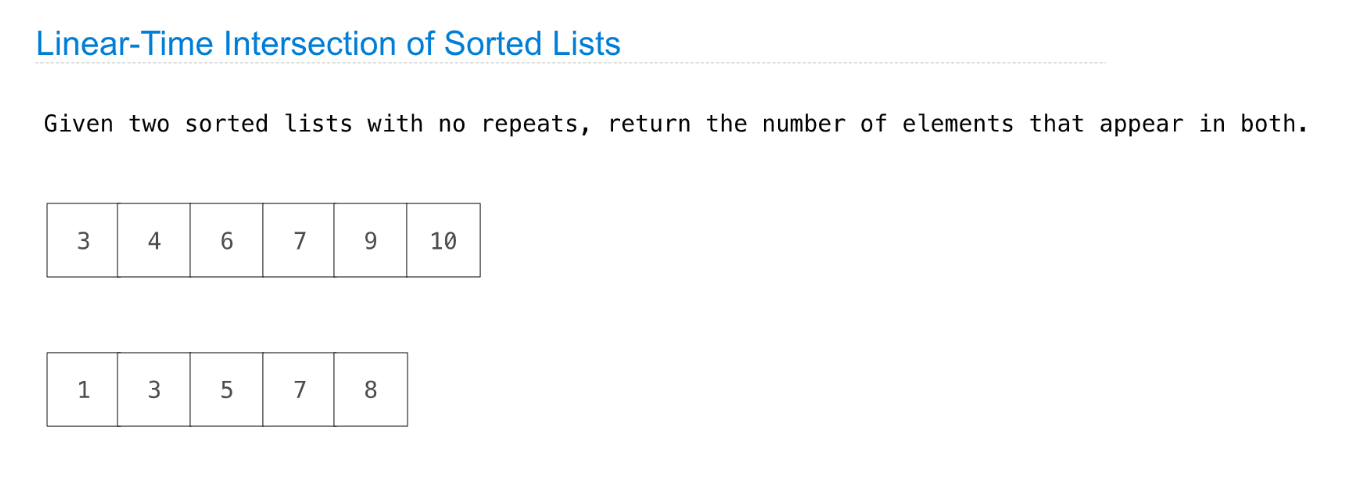 Linear-Time Intersection of Sorted Lists
Given two sorted lists with no repeats, return the number of elements that appear in both.
3 4 6 7 9 10
1 3 5 7 8